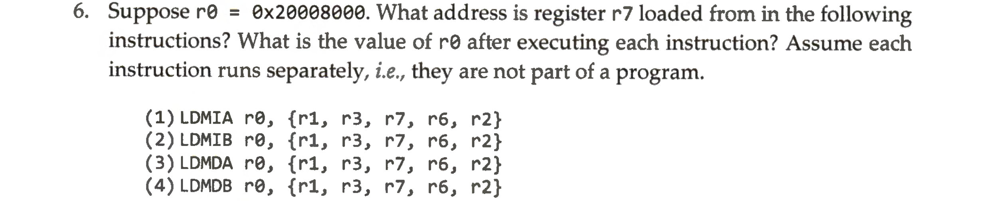 6. Suppose r0 = 0x20008000. What address is register r7 loaded from in the following
instructions? What is the value of r0 after executing each instruction? Assume each
instruction runs separately, i.e., they are not part of a program.
(1) LDMIA r0, {r1, r3, r7, r6, r2}
(2) LDMIB r0, {r1, r3, r7, r6, r2}
(3) LDMDA r0, {r1, r3, r7, r6, r2}
(4) LDMDB r0, {r1, r3, r7, r6, r2}